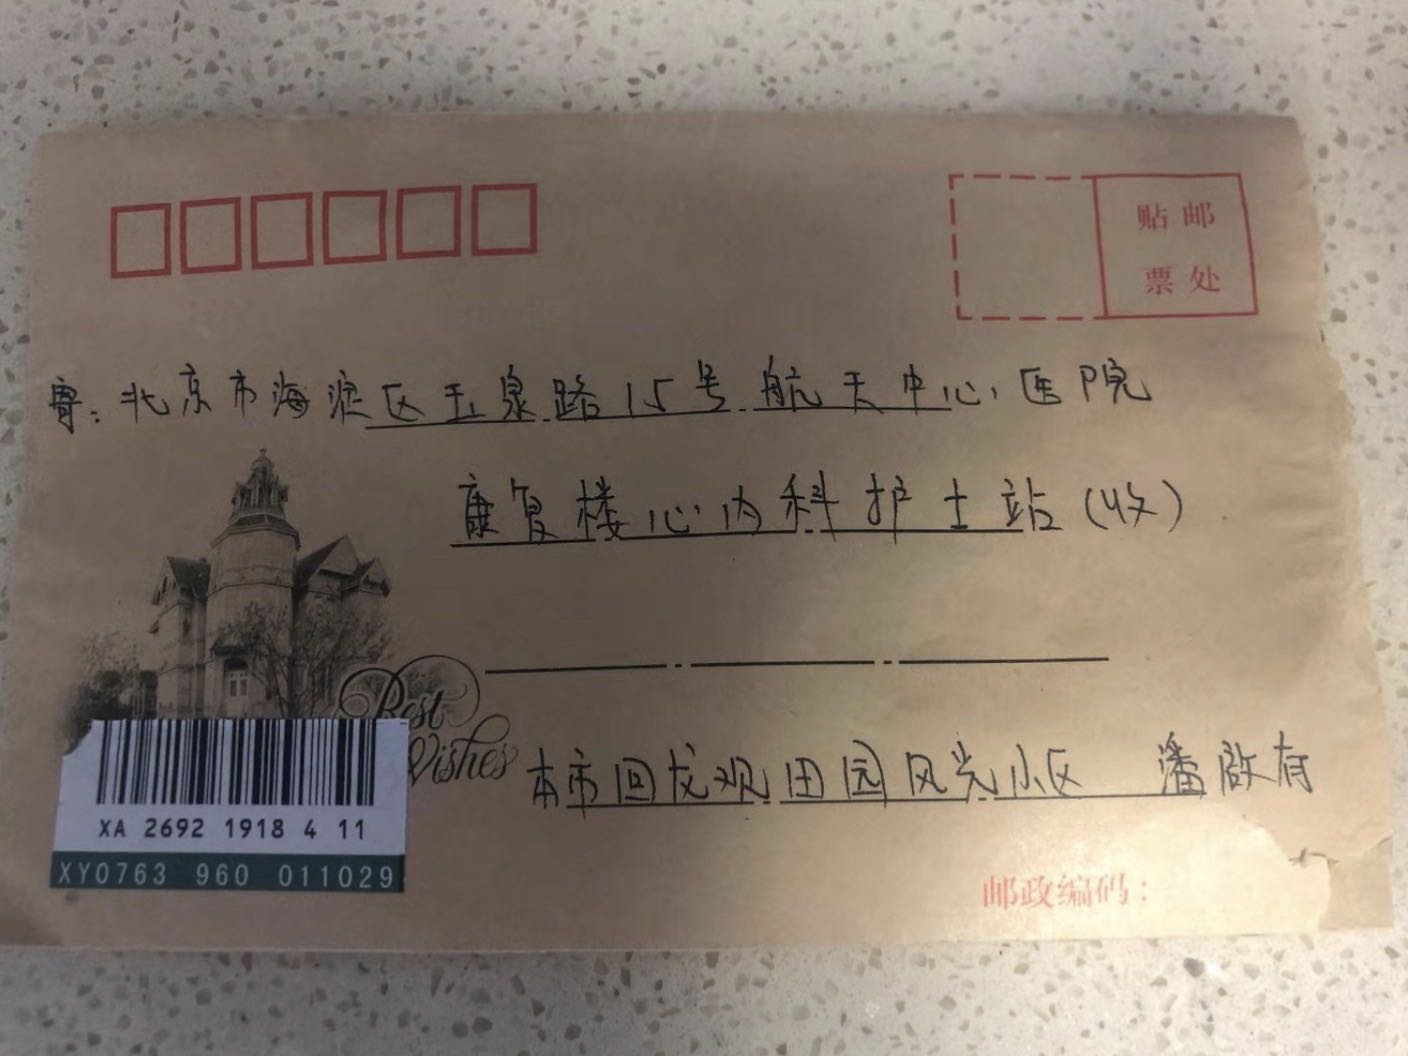 贴 邮
票 处
寄：北京市海淀区玉泉路15号航天中心医院
康复楼心内科护士站（收）
Best
Wishes
本市回龙观田园风光小区 潘啟有
XA 2692 1918 4 11
XY0763 960 011029
邮政编码：